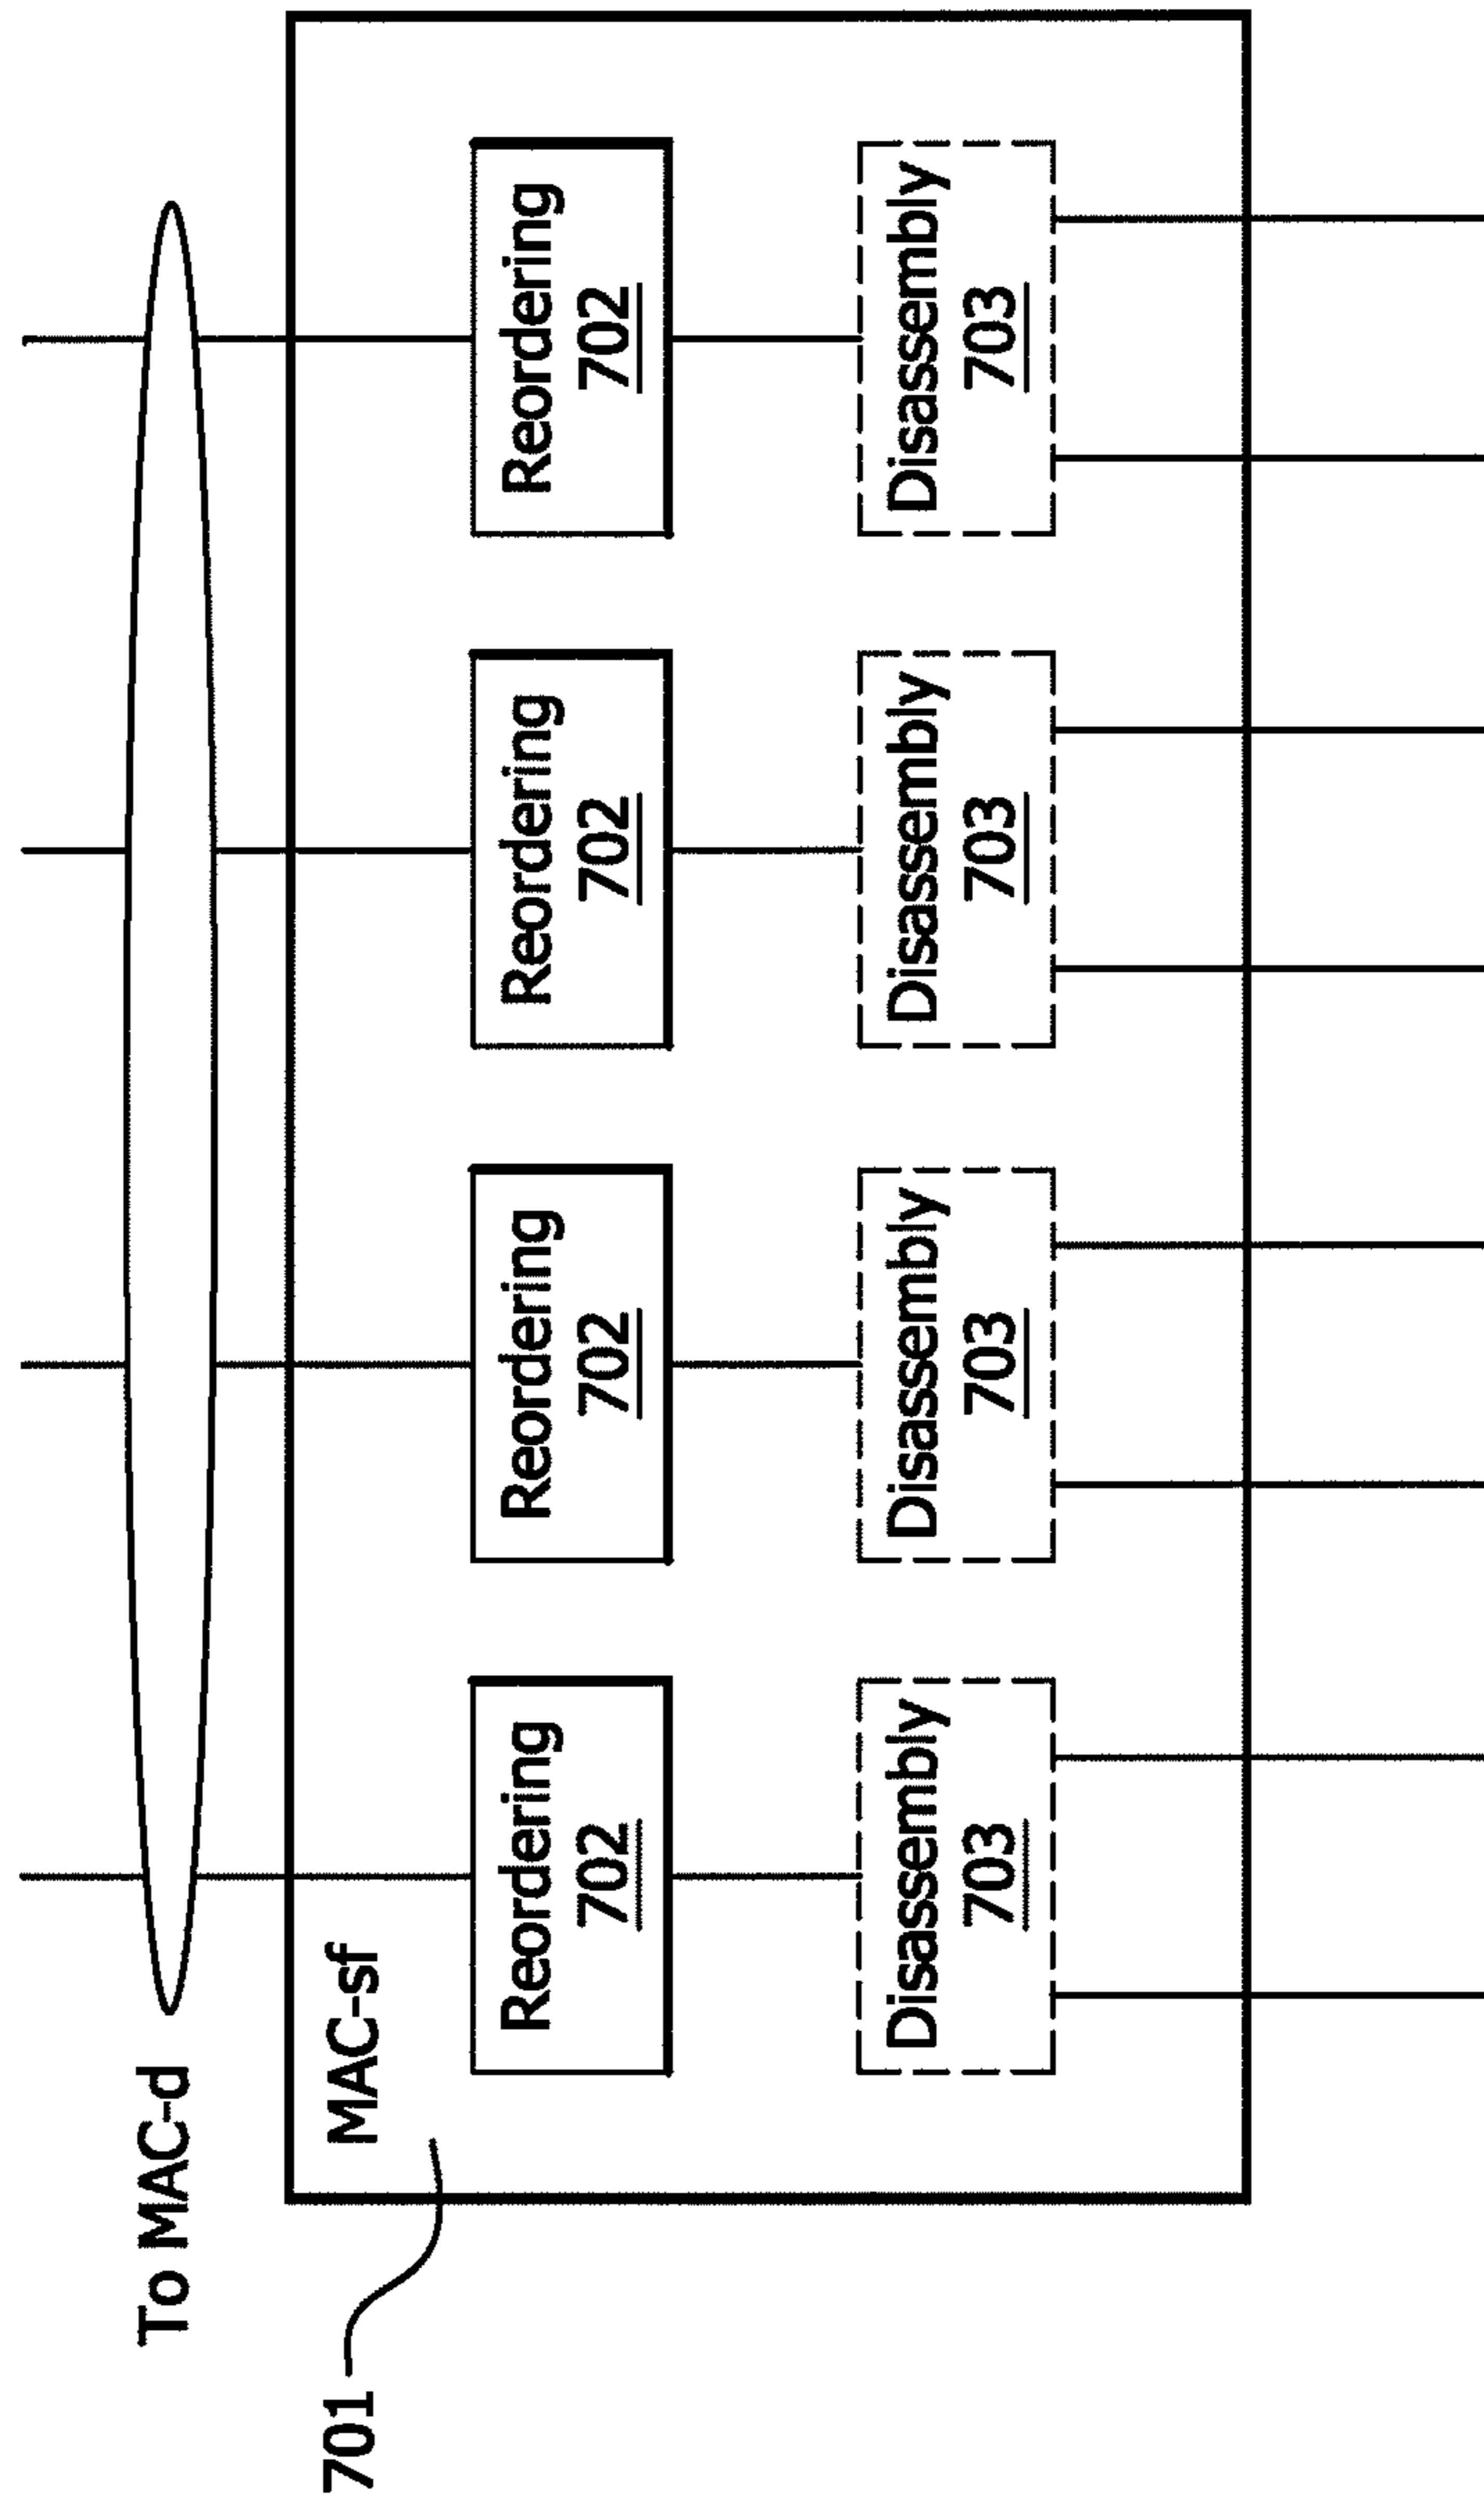 To MAC-d
701
MAC-sf
Reordering
702
Reordering
702
Reordering
702
Reordering
702
Disassembly
703
Disassembly
703
Disassembly
703
Disassembly
703